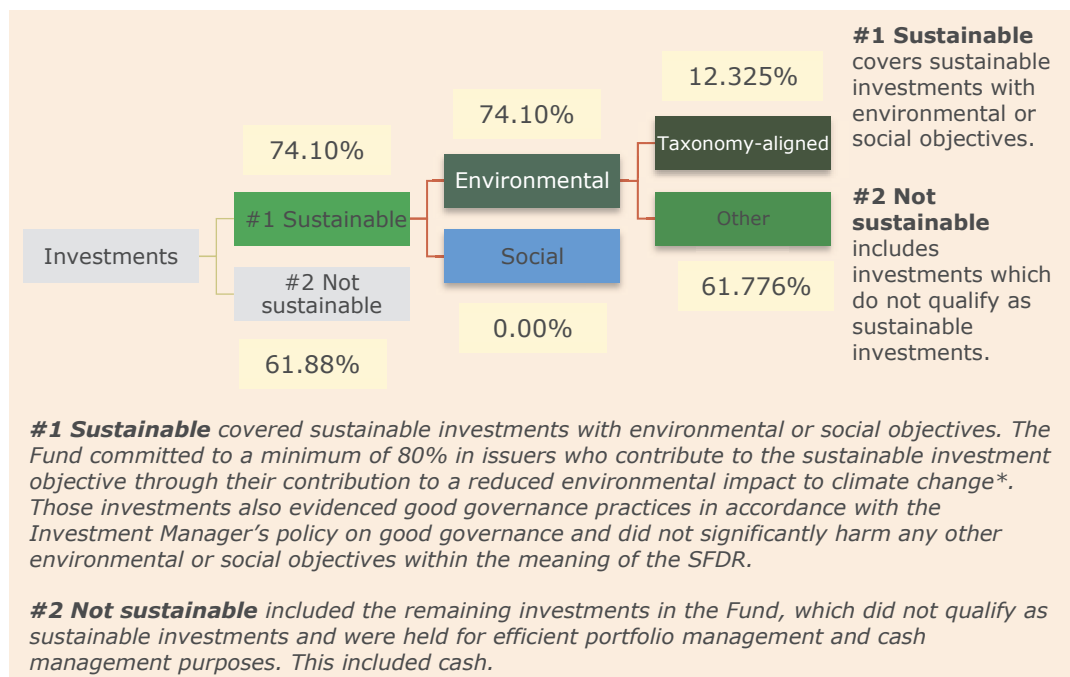 12.325%
74.10%
74.10%
Taxonomy-aligned
Environmental
#1 Sustainable
Other
Investments
Social
#2 Not
sustainable
61.776%
0.00%
61.88%
#1 Sustainable
covers sustainable
investments with
environmental or
social objectives.
#2 Not
sustainable
includes
investments which
do not qualify as
sustainable
investments.
#1 Sustainable covered sustainable investments with environmental or social objectives. The
Fund committed to a minimum of 80% in issuers who contribute to the sustainable investment
objective through their contribution to a reduced environmental impact to climate change*.
Those investments also evidenced good governance practices in accordance with the
Investment Manager’s policy on good governance and did not significantly harm any other
environmental or social objectives within the meaning of the SFDR.
#2 Not sustainable included the remaining investments in the Fund, which did not qualify as
sustainable investments and were held for efficient portfolio management and cash
management purposes. This included cash.